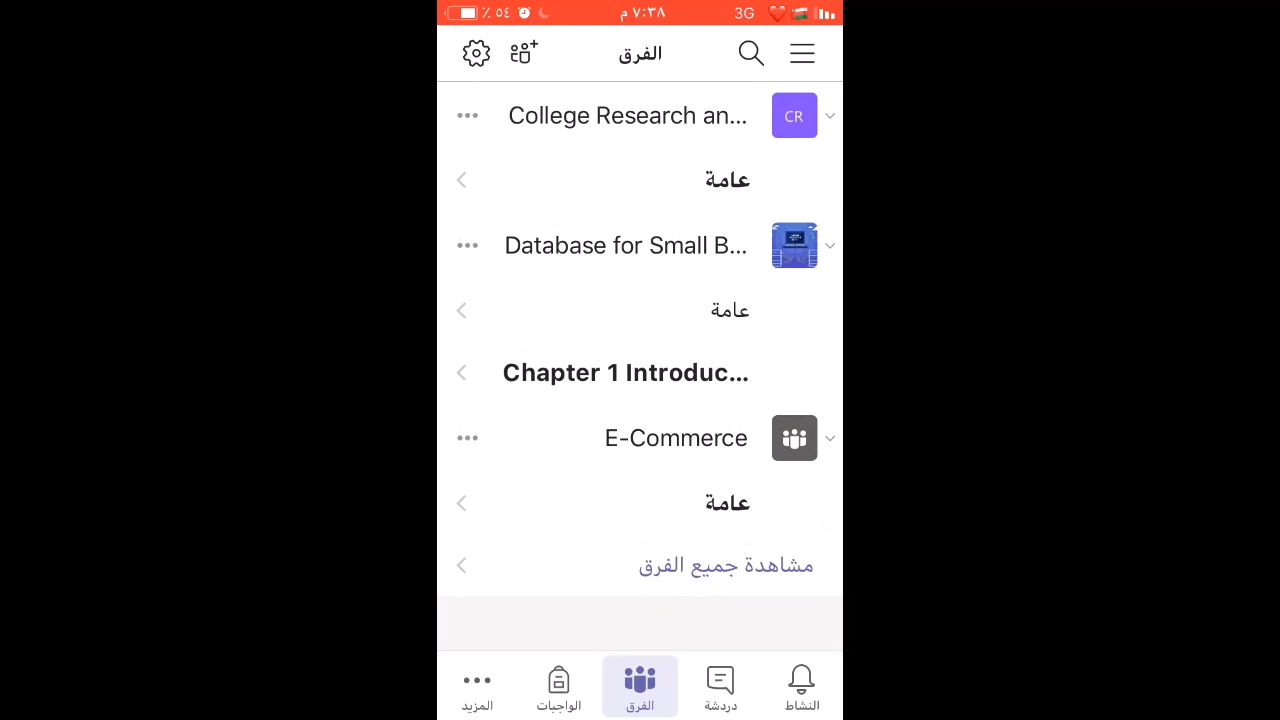 ٪ ٥٤ ٧:٣٨ م 3G
الفرق
College Research an...
CR
عامة
Database for Small B...
عامة
Chapter 1 Introduc...
E-Commerce
عامة
مشاهدة جميع الفرق
النشاط دردشة الفرق الواجبات المزيد